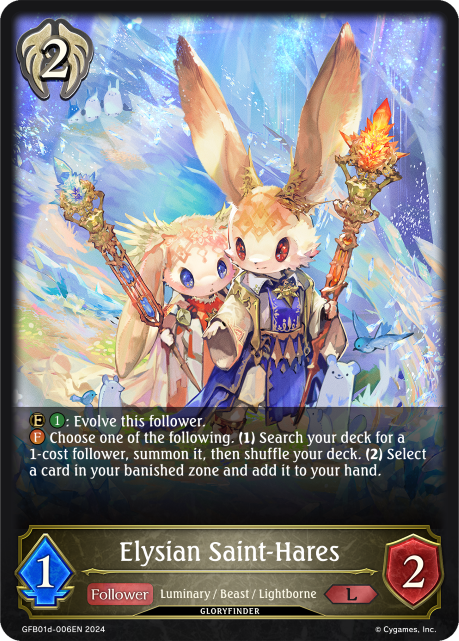 2
E 1: Evolve this follower.
F Choose one of the following. (1) Search your deck for a
1-cost follower, summon it, then shuffle your deck. (2) Select
a card in your banished zone and add it to your hand.
Elysian Saint-Hares
1
Follower Luminary / Beast / Lightborne L
2
GLORYFINDER
GFB01d-006EN 2024 © Cygames, Inc.